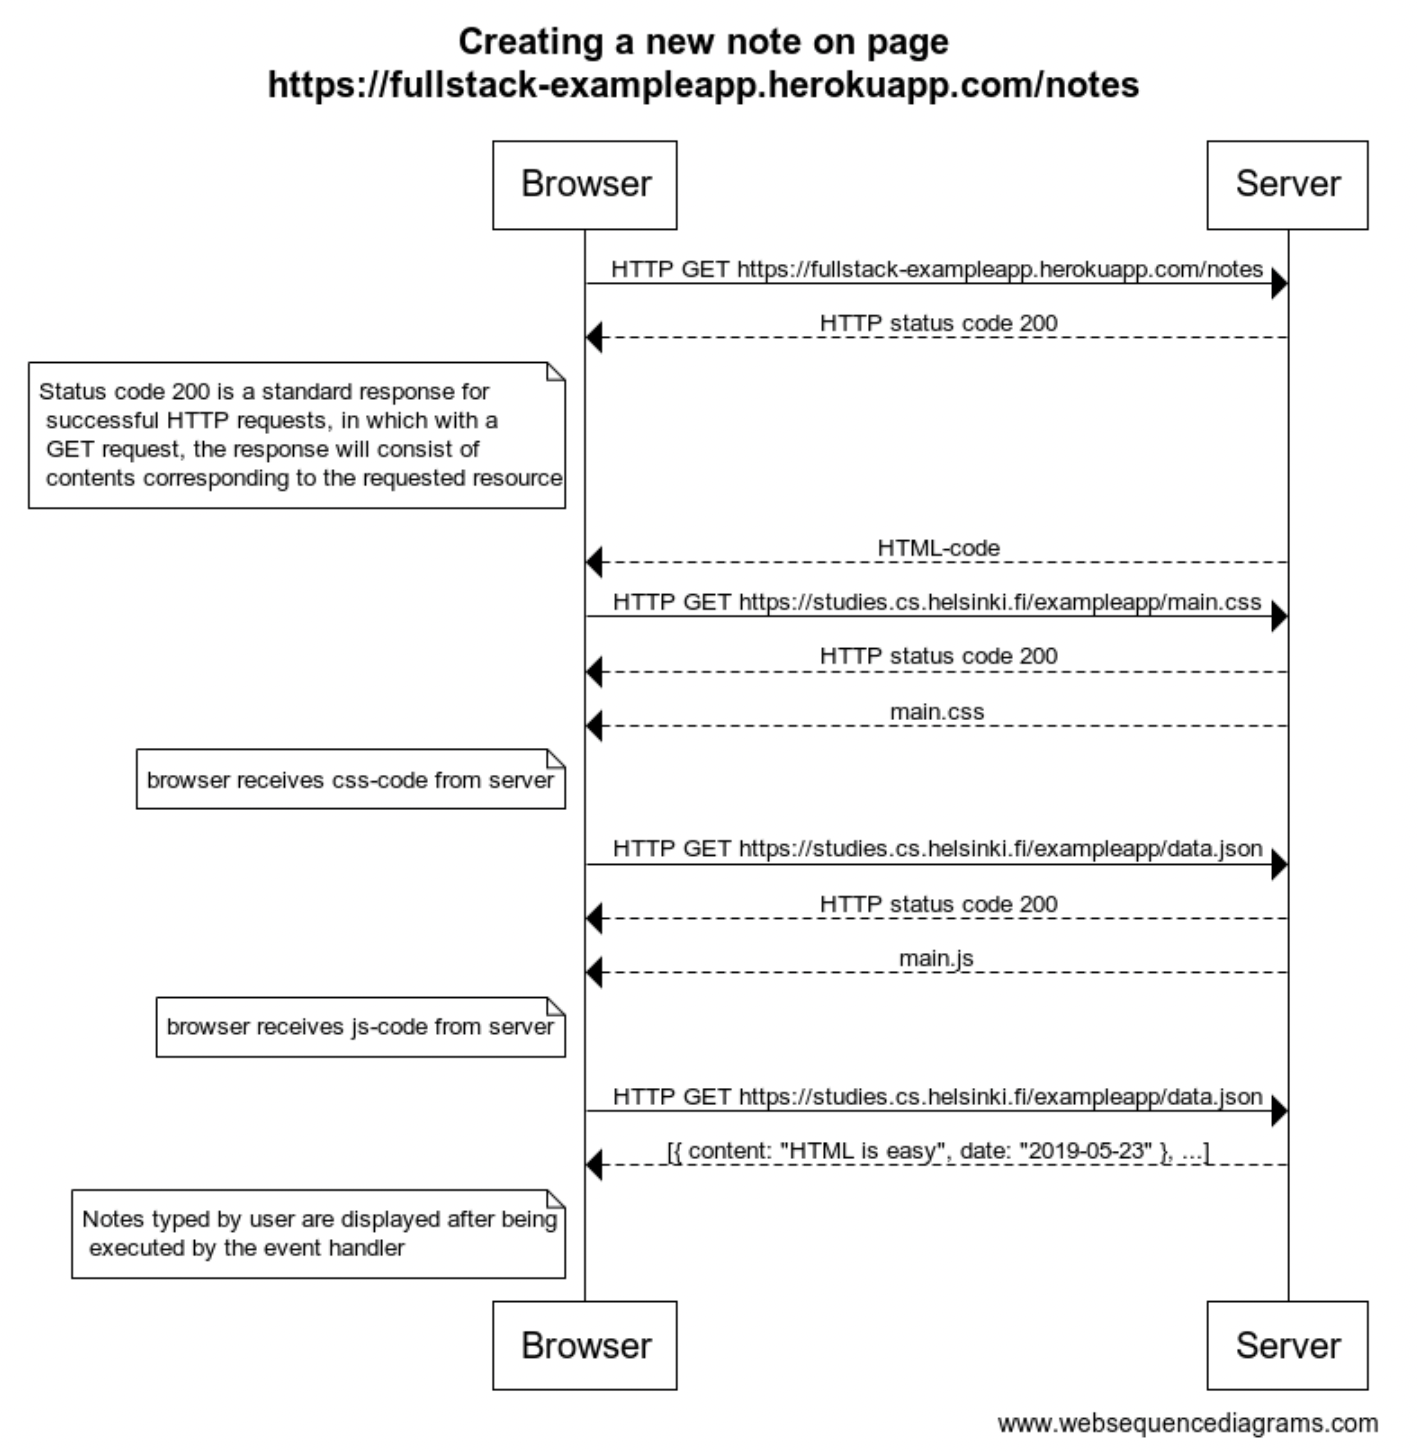 Creating a new note on page
https://fullstack-exampleapp.herokuapp.com/notes
Browser
Server
HTTP GET https://fullstack-exampleapp.herokuapp.com/notes
HTTP status code 200
Status code 200 is a standard response for
successful HTTP requests, in which with a
GET request, the response will consist of
contents corresponding to the requested resource
HTML-code
HTTP GET https://studies.cs.helsinki.fi/exampleapp/main.css
HTTP status code 200
main.css
browser receives css-code from server
HTTP GET https://studies.cs.helsinki.fi/exampleapp/data.json
HTTP status code 200
main.js
browser receives js-code from server
HTTP GET https://studies.cs.helsinki.fi/exampleapp/data.json
[{ content: "HTML is easy", date: "2019-05-23" }, ...]
Notes typed by user are displayed after being
executed by the event handler
Browser
Server
www.websequencediagrams.com